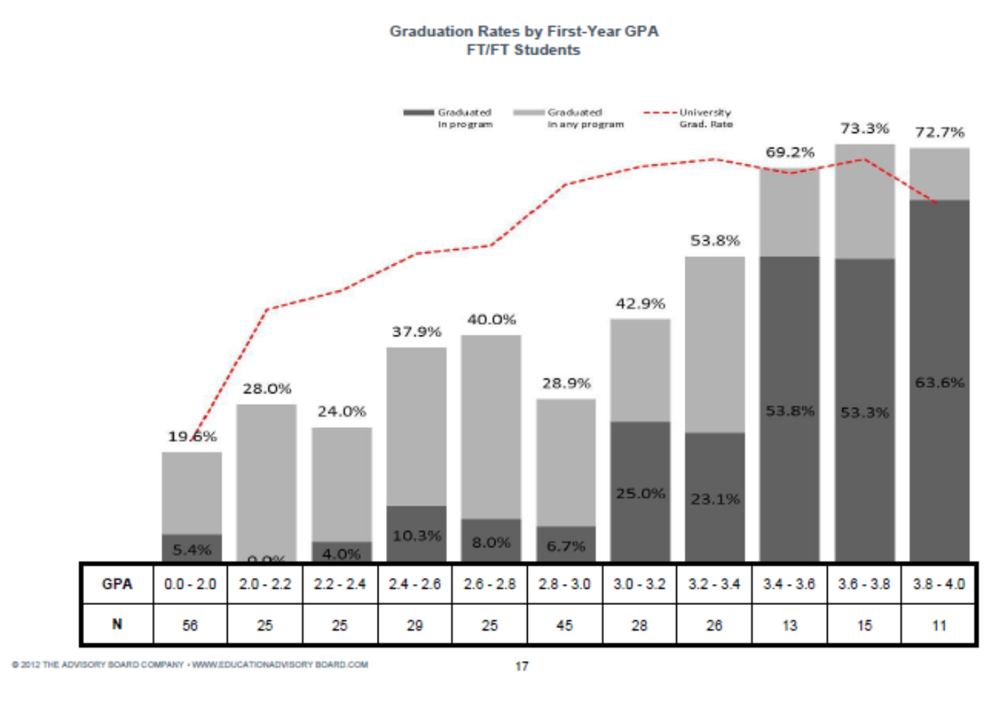 Graduation Rates by First-Year GPA
FT/FT Students
Graduated
In program
Graduated
In any program
University
Grad. Rate
73.3%
72.7%
69.2%
53.8%
42.9%
40.0%
37.9%
28.9%
28.0%
24.0%
19.6%
63.6%
53.8%
53.3%
25.0%
23.1%
10.3%
8.0%
6.7%
5.4%
4.0%
0.0%
GPA 0.0 - 2.0 2.0 - 2.2 2.2 - 2.4 2.4 - 2.6 2.6 - 2.8 2.8 - 3.0 3.0 - 3.2 3.2 - 3.4 3.4 - 3.6 3.6 - 3.8 3.8 - 4.0
N 56 25 25 29 25 45 28 26 13 15 11
© 2012 THE ADVISORY BOARD COMPANY • WWW.EDUCATIONADVISORY BOARD.COM
17